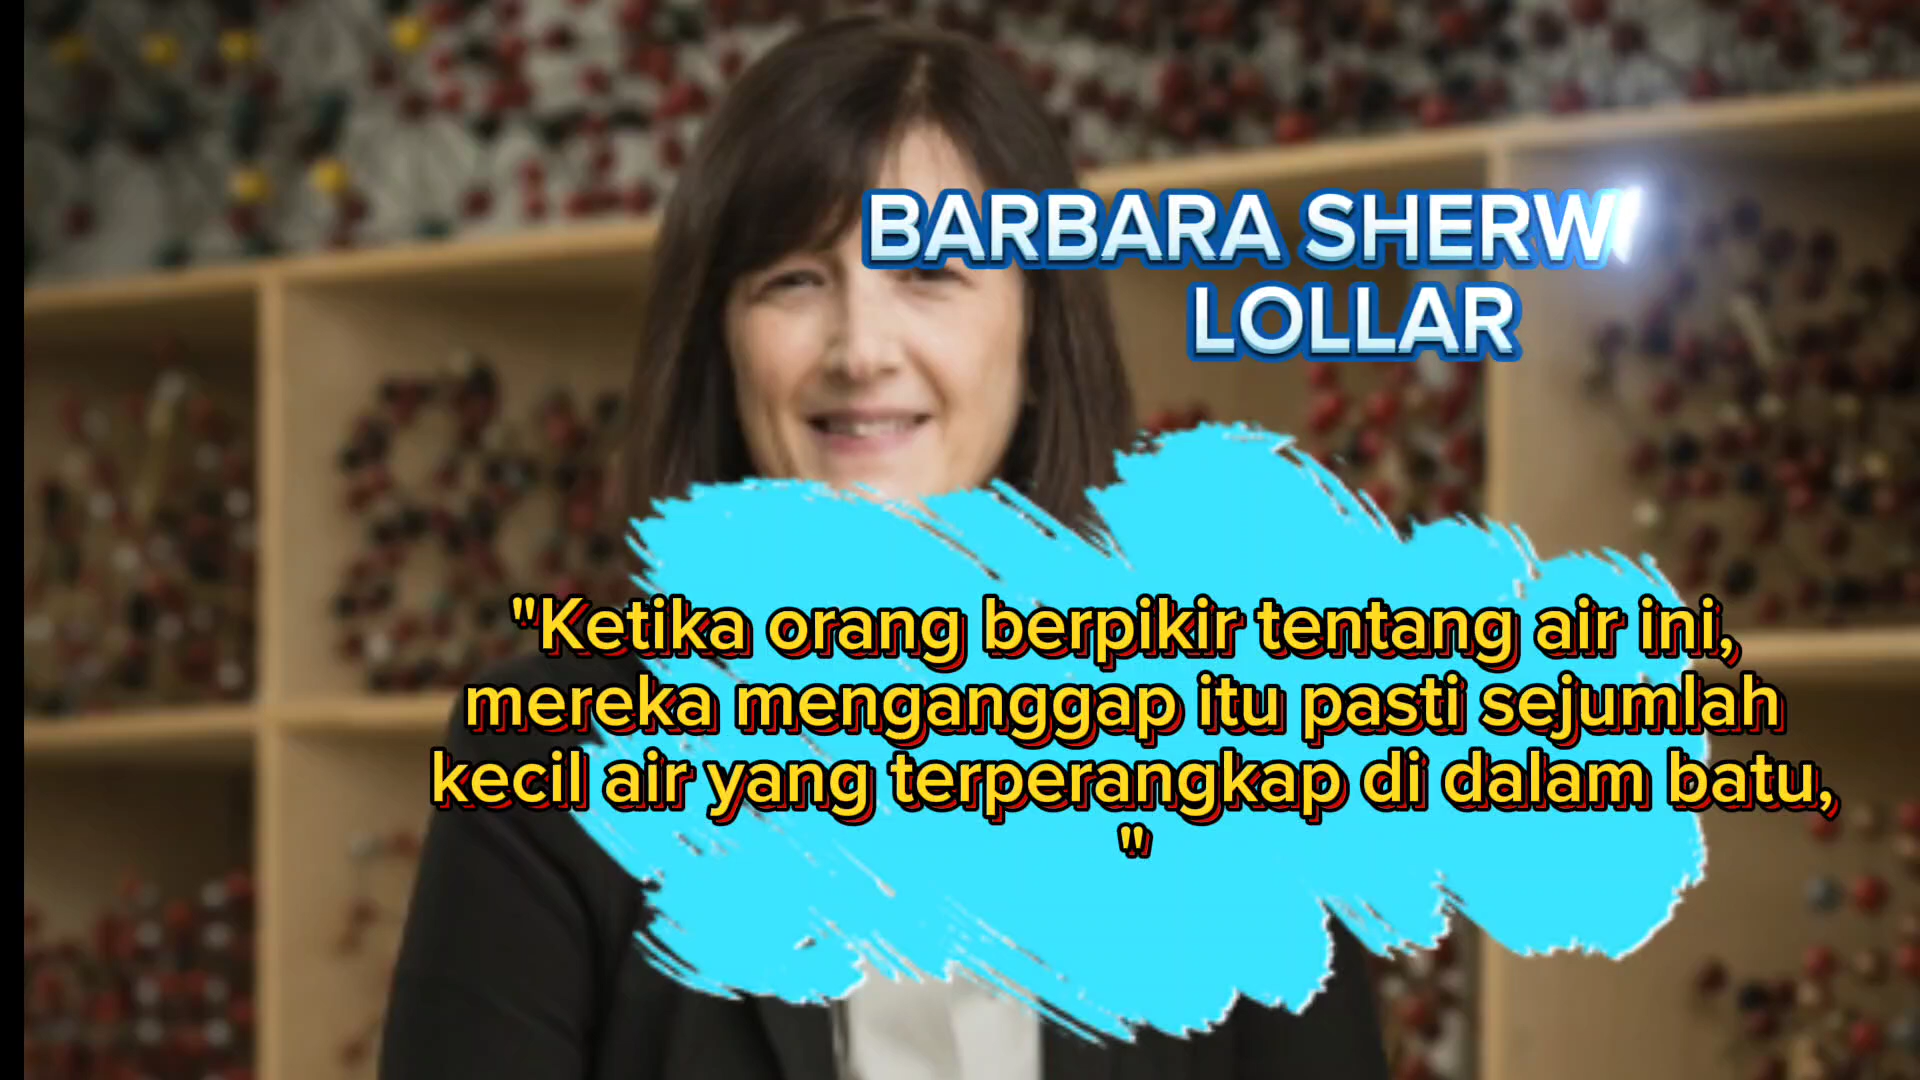 BARBARA SHERW
LOLLAR
"Ketika orang berpikir tentang air ini,
mereka menganggap itu pasti sejumlah
kecil air yang terperangkap di dalam batu,
"